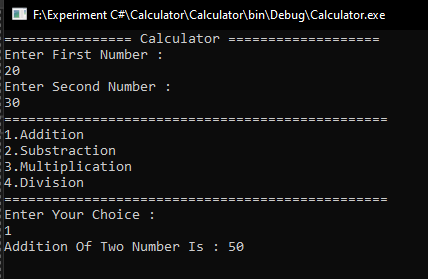 F:\Experiment C#\Calculator\Calculator\bin\Debug\Calculator.exe
================ Calculator ===================
Enter First Number :
20
Enter Second Number :
30
================================================
1.Addition
2.Substraction
3.Multiplication
4.Division
================================================
Enter Your Choice :
1
Addition Of Two Number Is : 50